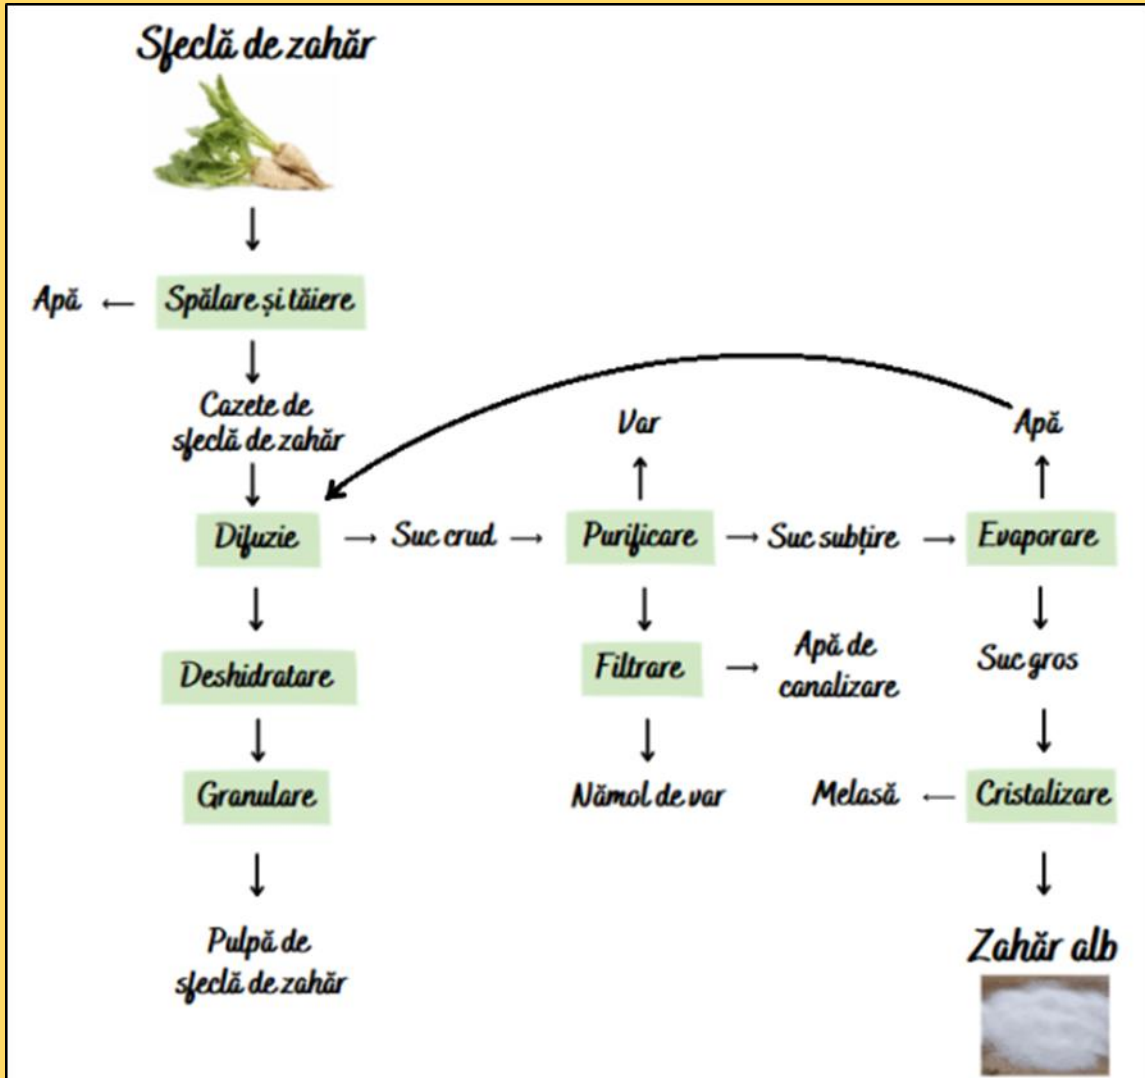 Sfeclă de zahăr
Apă
Spălare și tăiere
Cazete de
sfeclă de zahăr
Var
Apă
Difuzie
Suc crud
Purificare
Suc subțire
Evaporare
Deshidratare
Filtrare
Apă de
canalizare
Suc gros
Granulare
Nămol de var
Melasă
Cristalizare
Pulpă de
sfeclă de zahăr
Zahăr alb